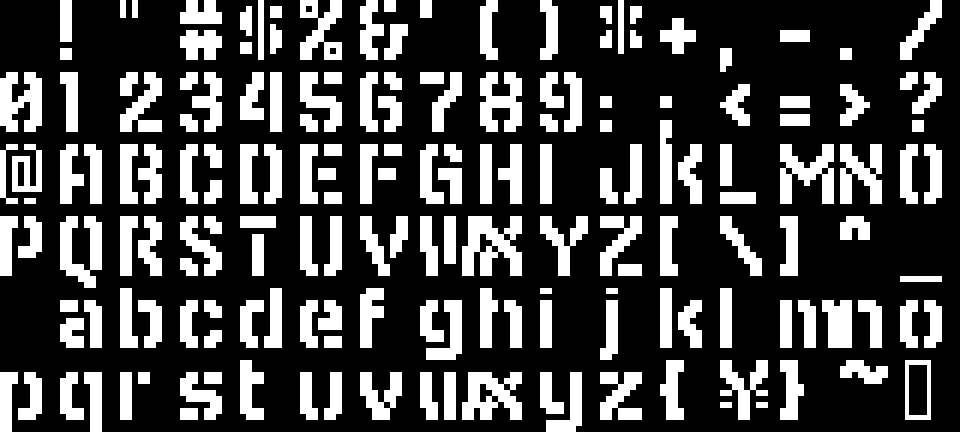 ! " # $ % & ' ( ) * + , - . /
0 1 2 3 4 5 6 7 8 9 : ; < = > ?
@ A B C D E F G H I J K L M N O
P Q R S T U V W X Y Z [ \ ] ^ _
a b c d e f g h i j k l m n o
p q r s t u v w x y z { ¥ } ~ ▯